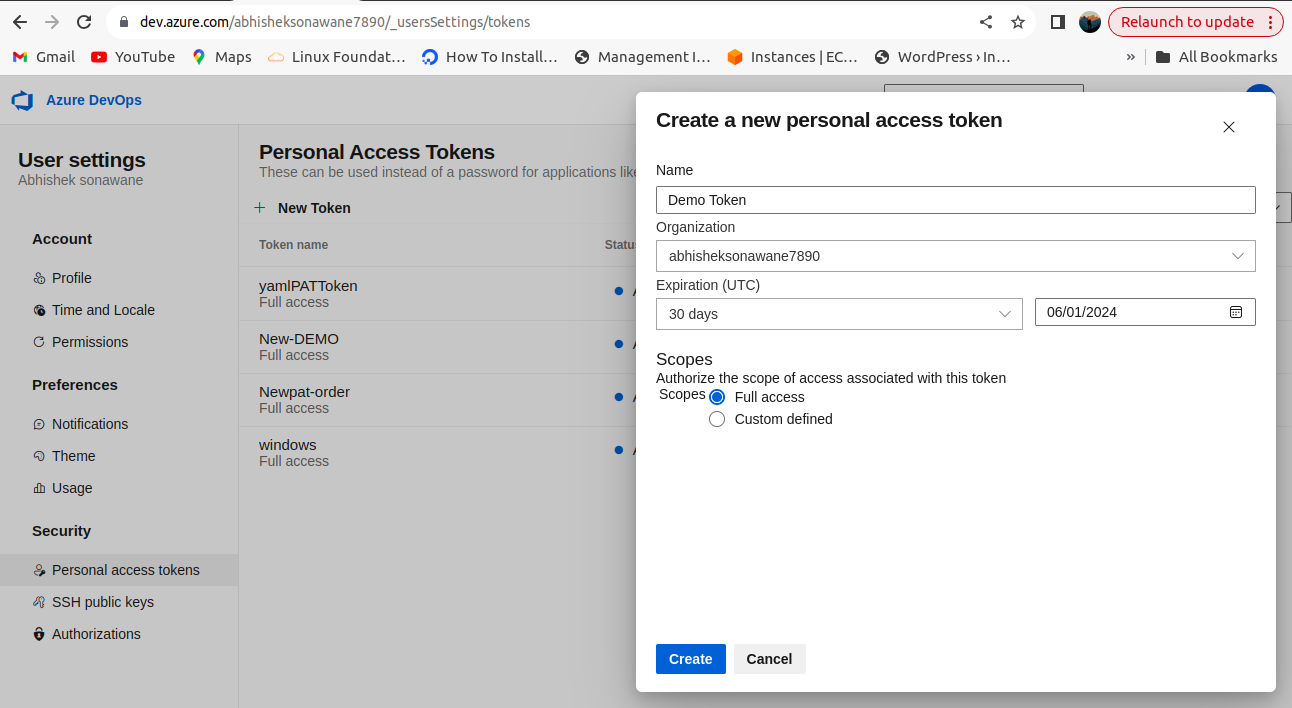 dev.azure.com/abhisheksonawane7890/_usersSettings/tokens
Relaunch to update
Gmail YouTube Maps Linux Foundat... How To Install... Management I... Instances | EC... WordPress › In... » All Bookmarks
Azure DevOps
User settings
Abhishek sonawane
Account
Profile
Time and Locale
Permissions
Preferences
Notifications
Theme
Usage
Security
Personal access tokens
SSH public keys
Authorizations
Personal Access Tokens
These can be used instead of a password for applications like
New Token
Token name
yamlPATToken
Full access
New-DEMO
Full access
Newpat-order
Full access
windows
Full access
Create a new personal access token
Name
Demo Token
Organization
abhisheksonawane7890
Expiration (UTC)
30 days 06/01/2024
Scopes
Authorize the scope of access associated with this token
Scopes Full access
Custom defined
Create Cancel